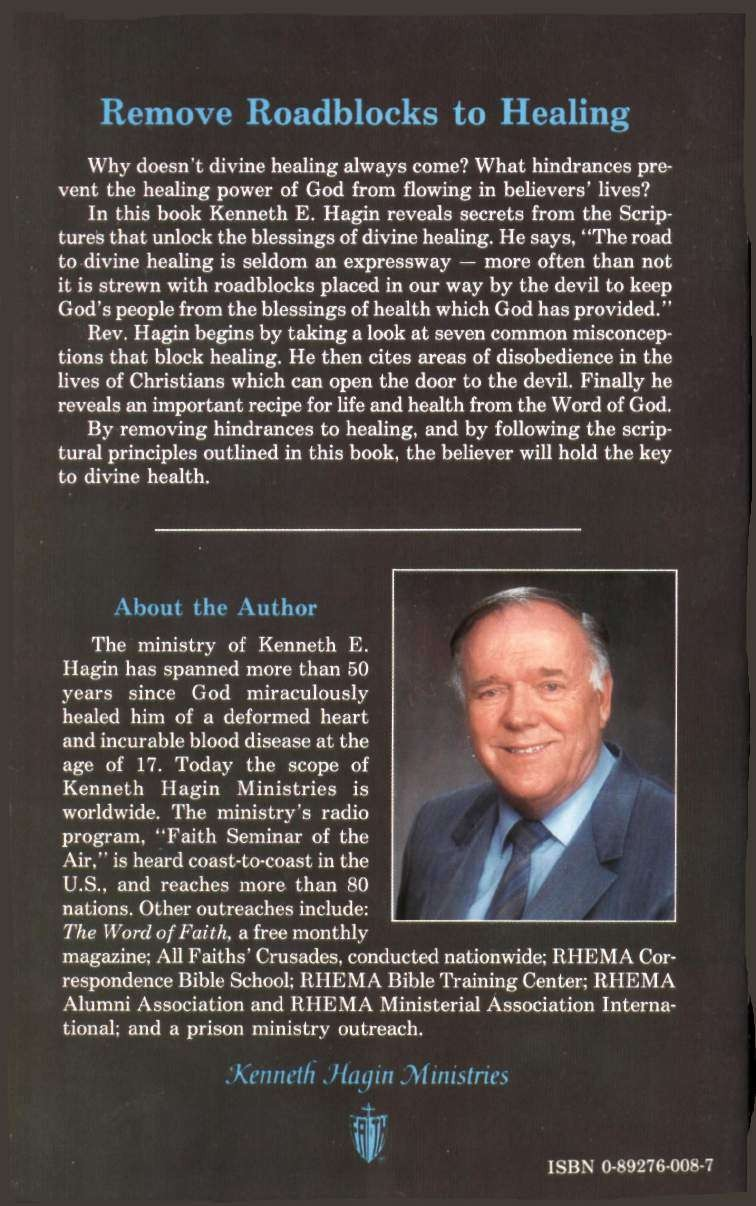 Remove Roadblocks to Healing
Why doesn't divine healing always come? What hindrances pre-
vent the healing power of God from flowing in believers' lives?
In this book Kenneth E. Hagin reveals secrets from the Scrip-
tures that unlock the blessings of divine healing. He says, "The road
to divine healing is seldom an expressway — more often than not
it is strewn with roadblocks placed in our way by the devil to keep
God's people from the blessings of health which God has provided."
Rev. Hagin begins by taking a look at seven common misconcep-
tions that block healing. He then cites areas of disobedience in the
lives of Christians which can open the door to the devil. Finally he
reveals an important recipe for life and health from the Word of God.
By removing hindrances to healing, and by following the scrip-
tural principles outlined in this book, the believer will hold the key
to divine health.
About the Author
The ministry of Kenneth E.
Hagin has spanned more than 50
years since God miraculously
healed him of a deformed heart
and incurable blood disease at the
age of 17. Today the scope of
Kenneth Hagin Ministries is
worldwide. The ministry's radio
program, "Faith Seminar of the
Air," is heard coast-to-coast in the
U.S., and reaches more than 80
nations. Other outreaches include:
The Word of Faith, a free monthly
magazine; All Faiths' Crusades, conducted nationwide; RHEMA Cor-
respondence Bible School; RHEMA Bible Training Center; RHEMA
Alumni Association and RHEMA Ministerial Association Interna-
tional; and a prison ministry outreach.
Kenneth Hagin Ministries
FAITH
ISBN 0-89276-008-7